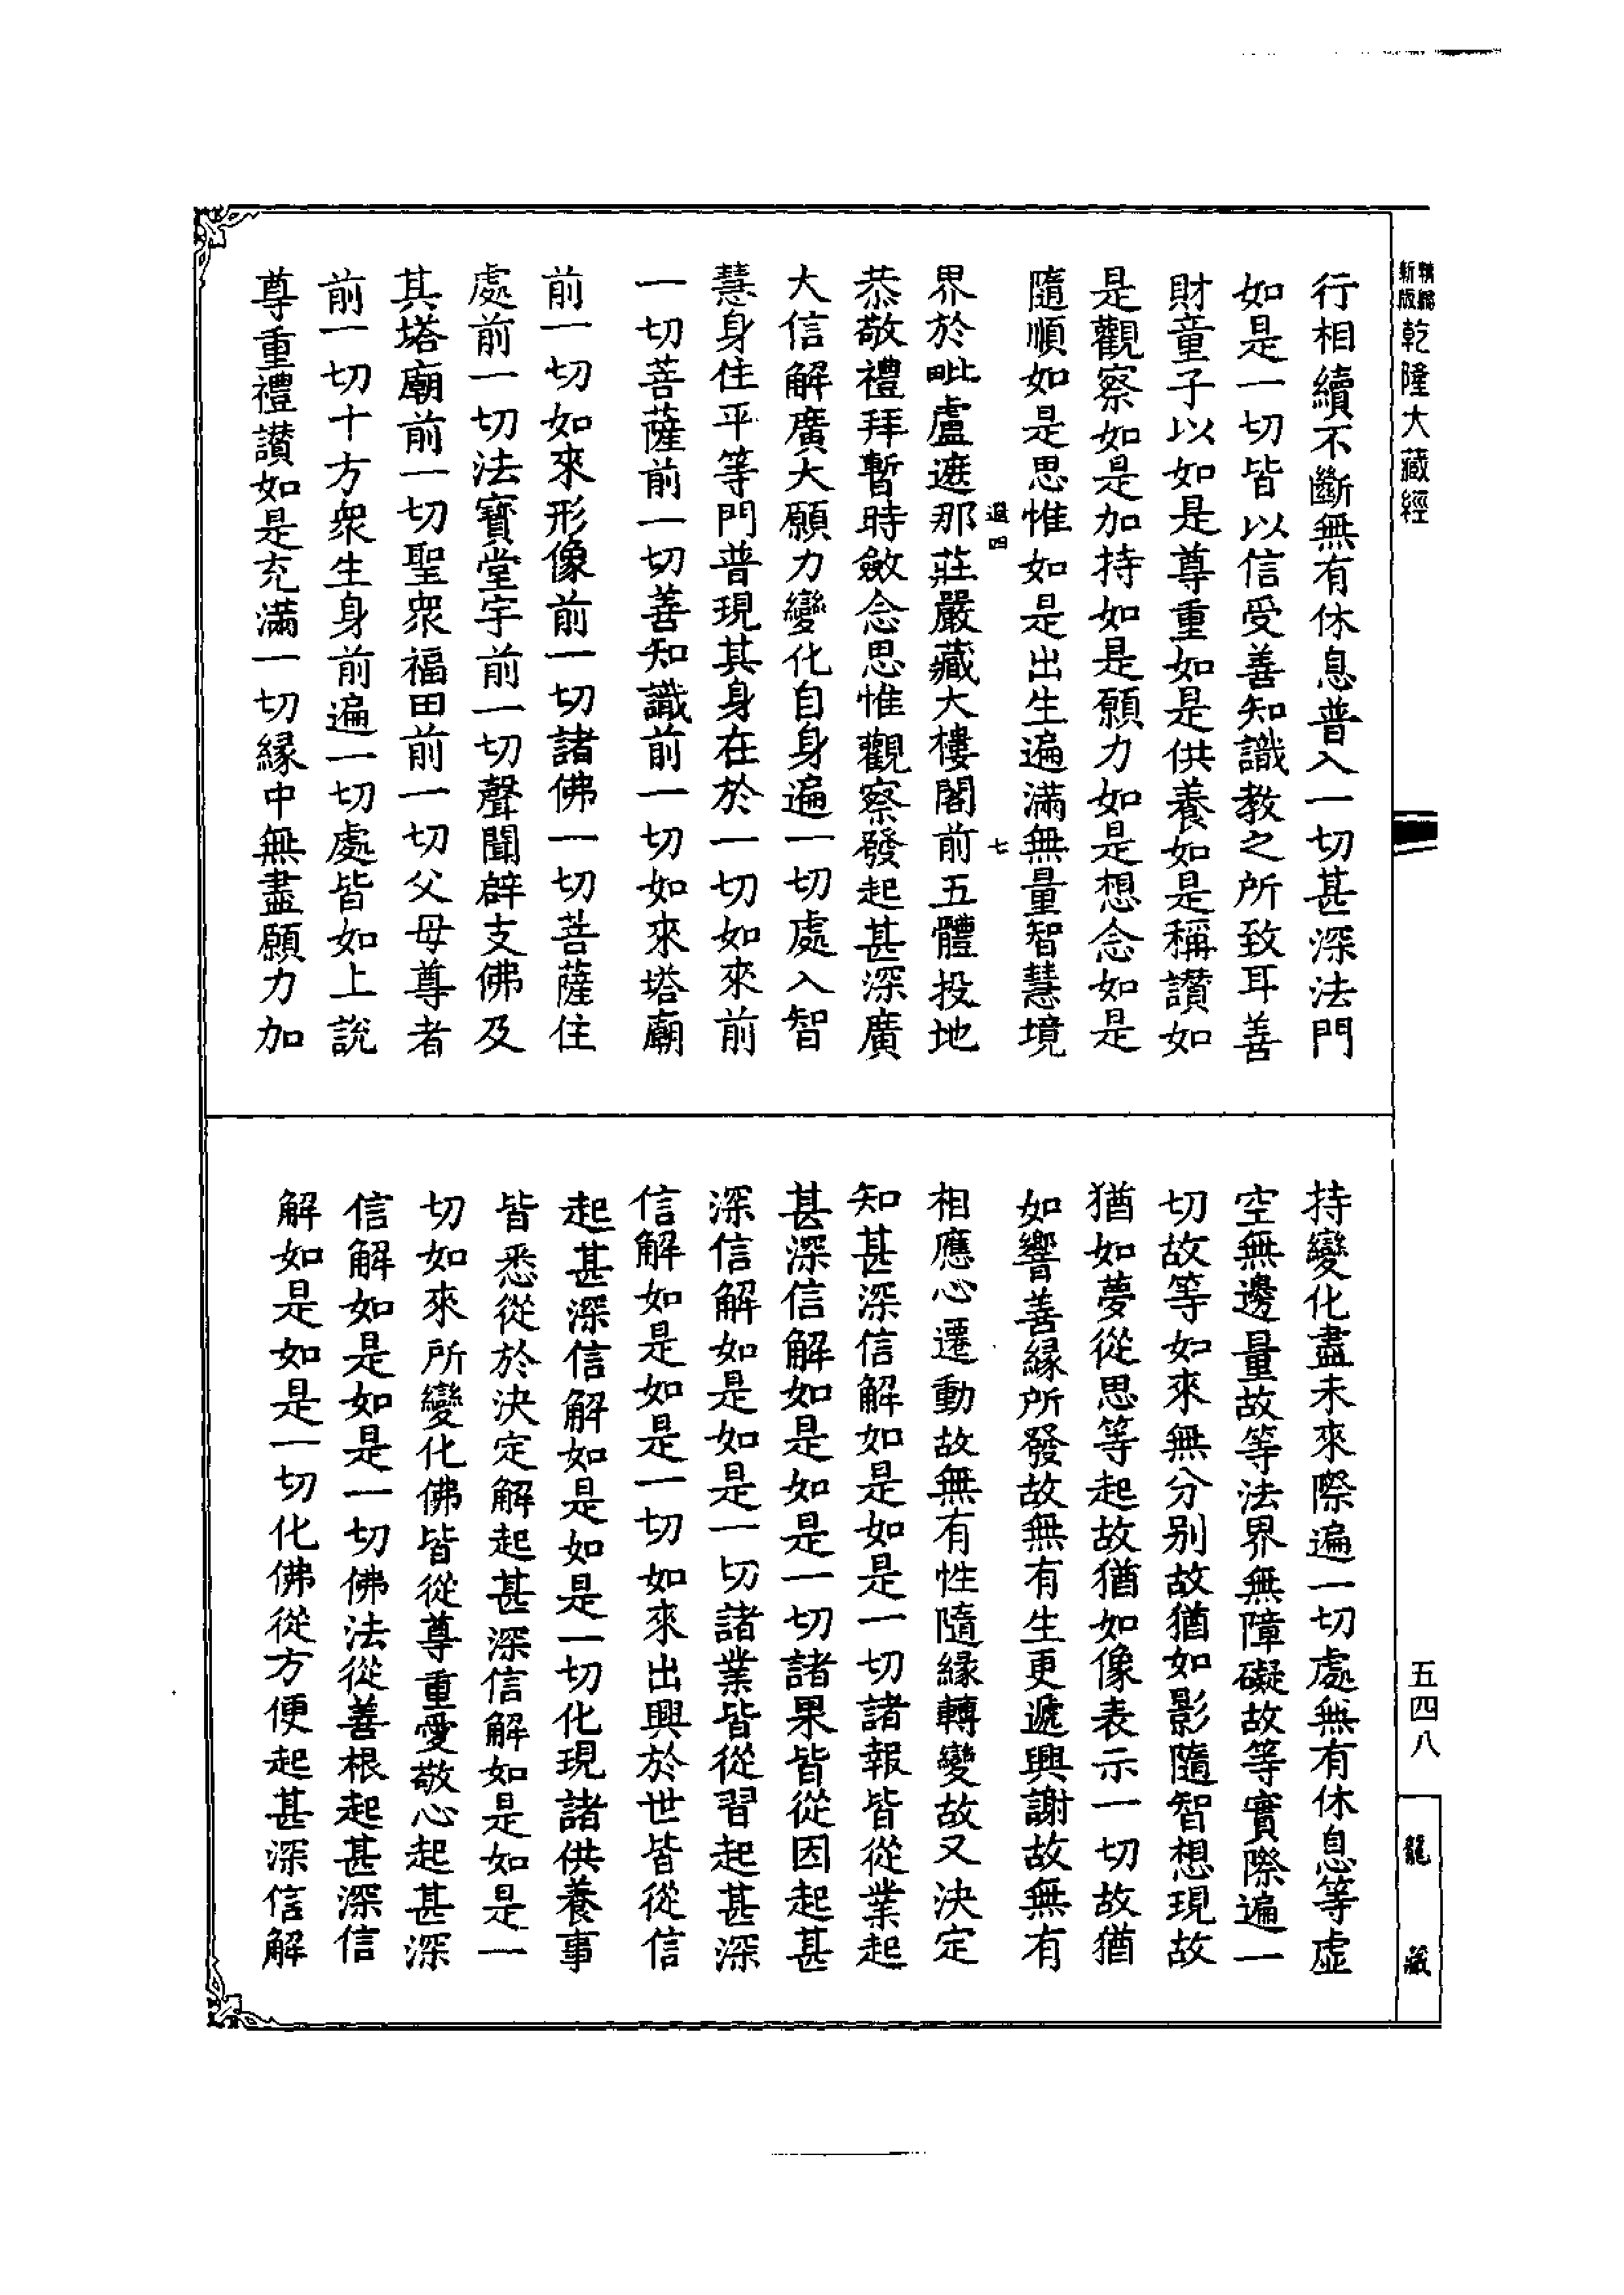 新版
精縮
乾隆大藏經
行相續不斷無有休息普入一切甚深法門
如是一切皆以信受善知識教之所致耳善
財童子以如是尊重如是供養如是稱讚如
是觀察如是加持如是願力如是想念如是
隨順如是思惟如是出生遍滿無量智慧境
四
七
界於毗盧遮那莊嚴藏大樓閣前五體投地
恭敬禮拜暫時斂念思惟觀察發起甚深廣
大信解廣大願力變化自身遍一切處入智
慧身住平等門普現其身在於一切如來前
一切菩薩前一切善知識前一切如來塔廟
前一切如來形像前一切諸佛一切菩薩住
處前一切法寶堂宇前一切聲聞辟支佛及
其塔廟前一切聖眾福田前一切父母尊者
前一切十方眾生身前遍一切處皆如上說
尊重禮讚如是充滿一切緣中無盡願力加
持變化盡未來際遍一切處無有休息等虛
空無邊量故等法界無障礙故等實際遍一
切故等如來無分別故猶如影隨智想現故
猶如夢從思等起故猶如像表示一切故猶
如響善緣所發故無有生更遞興謝故無有
相應心遷動故無有性隨緣轉變故又決定
知甚深信解如是如是一切諸報皆從業起
甚深信解如是如是一切諸果皆從因起甚
深信解如是如是一切諸業皆從習起甚深
信解如是如是一切如來出興於世皆從信
起甚深信解如是如是一切化現諸供養事
皆悉從於決定解起甚深信解如是如是一
切如來所變化佛皆從尊重愛敬心起甚深
信解如是如是一切佛法從善根起甚深信
解如是如是一切化佛從方便起甚深信解
五四八
龍藏